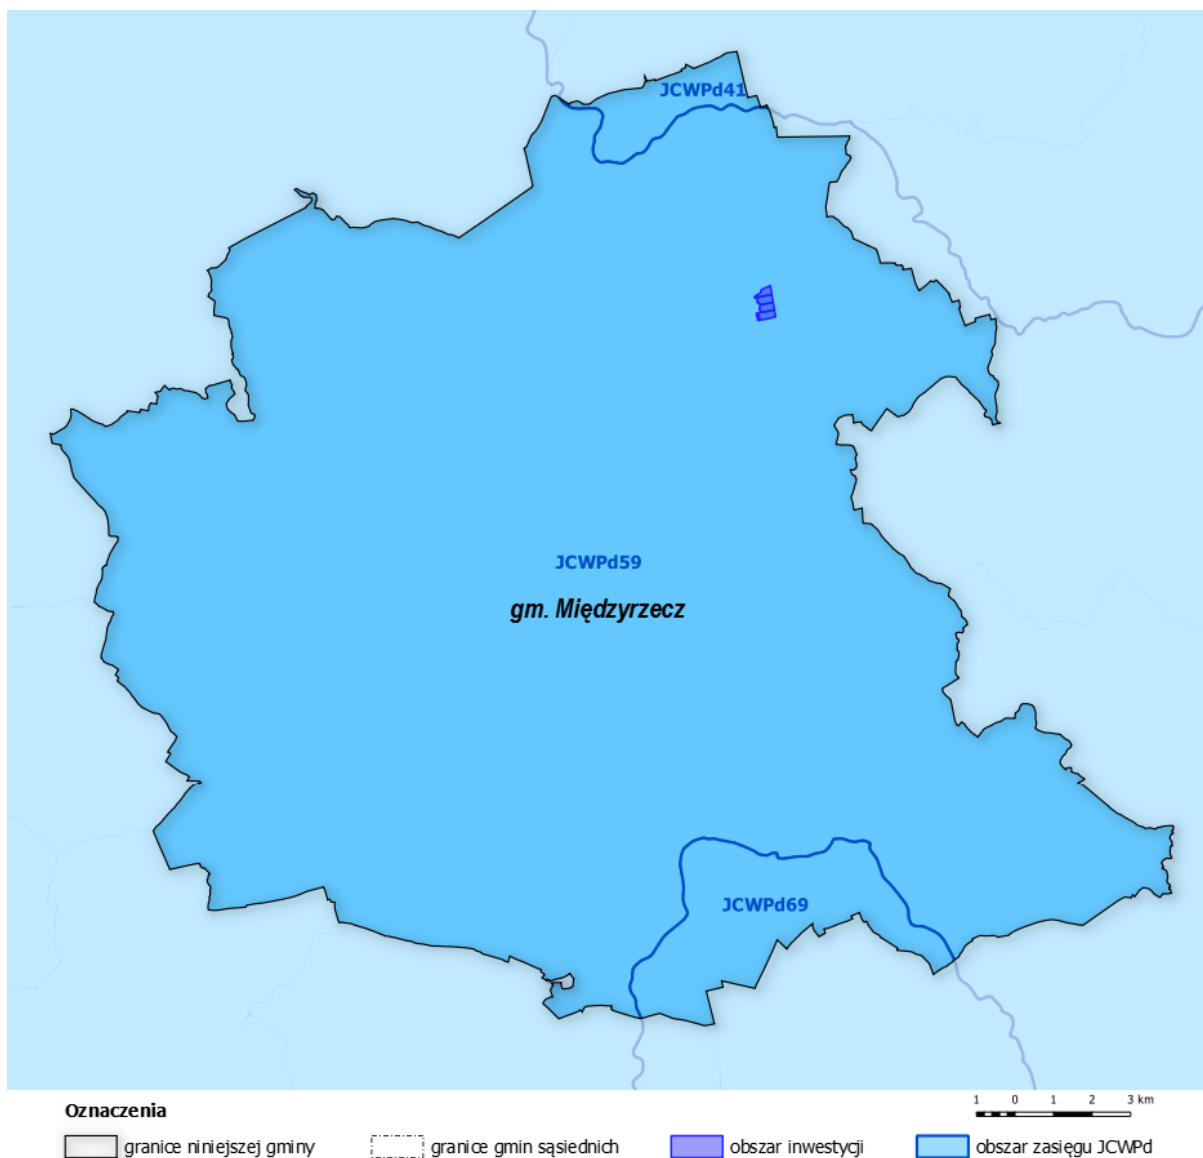 JCWPd41
JCWPd59
gm. Międzyrzecz
JCWPd69
Oznaczenia
1 0 1 2 3 km
granice niniejszej gminy granice gmin sąsiednich obszar inwestycji obszar zasięgu JCWPd